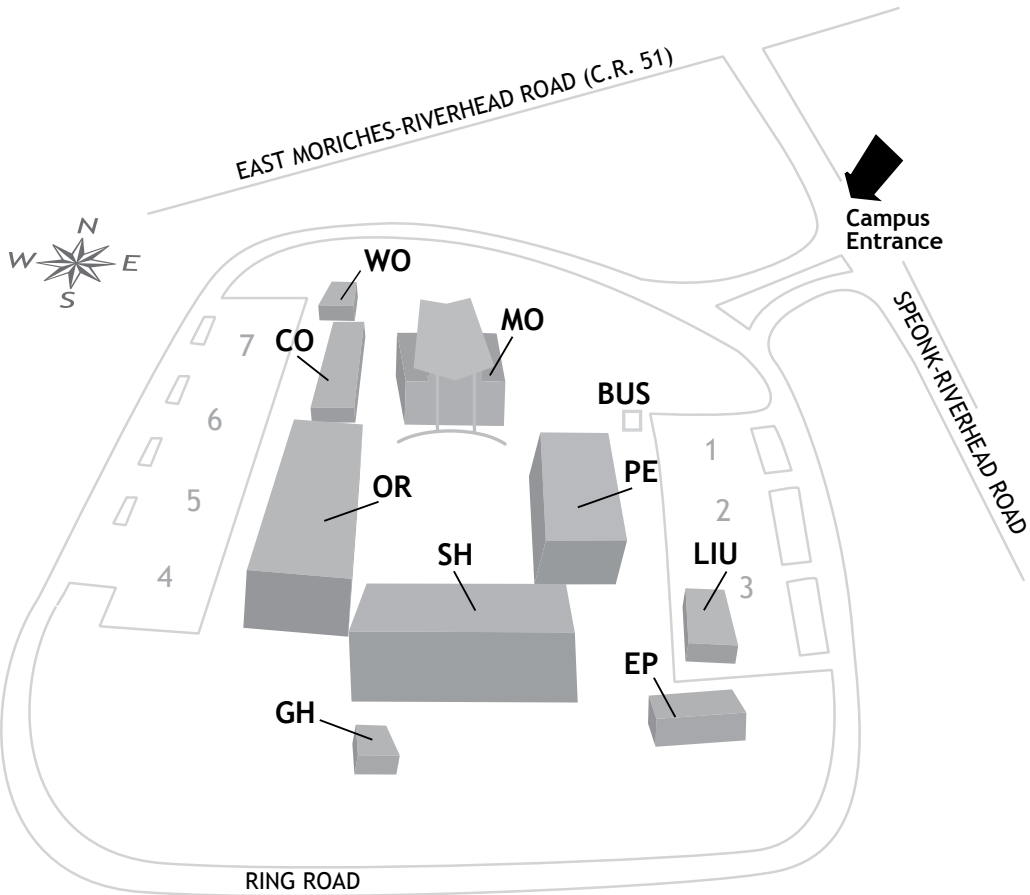 EAST MORICHES-RIVERHEAD ROAD (C.R. 51)
Campus
Entrance
N
W
E
S
WO
SPEONK-RIVERHEAD ROAD
MO
7
CO
BUS
6
1
PE
OR
5
2
SH
LIU
4
3
EP
GH
RING ROAD